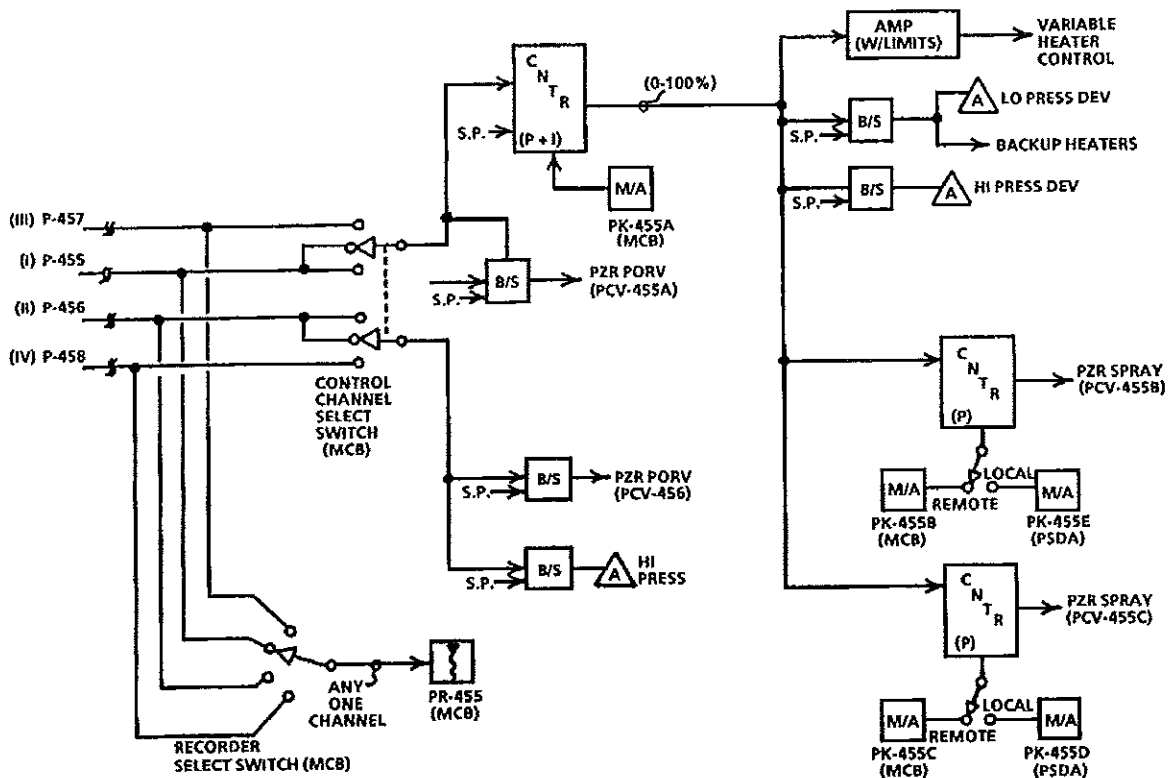 AMP
(W/LIMITS)
VARIABLE
HEATER
CONTROL
C
N
T
R
(P + I)
S.P.
(0-100%)
M/A
PK-455A
(MCB)
B/S
S.P.
A
LO PRESS DEV
BACKUP HEATERS
B/S
S.P.
A
HI PRESS DEV
(III) P-457
(I) P-455
(II) P-456
(IV) P-458
CONTROL
CHANNEL
SELECT
SWITCH
(MCB)
B/S
S.P.
PZR PORV
(PCV-455A)
B/S
S.P.
PZR PORV
(PCV-456)
B/S
S.P.
A
HI
PRESS
C
N
T
R
(P)
PZR SPRAY
(PCV-455B)
M/A
REMOTE
LOCAL
M/A
PK-455B
(MCB)
PK-455E
(PSDA)
C
N
T
R
(P)
PZR SPRAY
(PCV-455C)
M/A
REMOTE
LOCAL
M/A
PK-455C
(MCB)
PK-455D
(PSDA)
ANY
ONE
CHANNEL
PR-455
(MCB)
RECORDER
SELECT SWITCH (MCB)